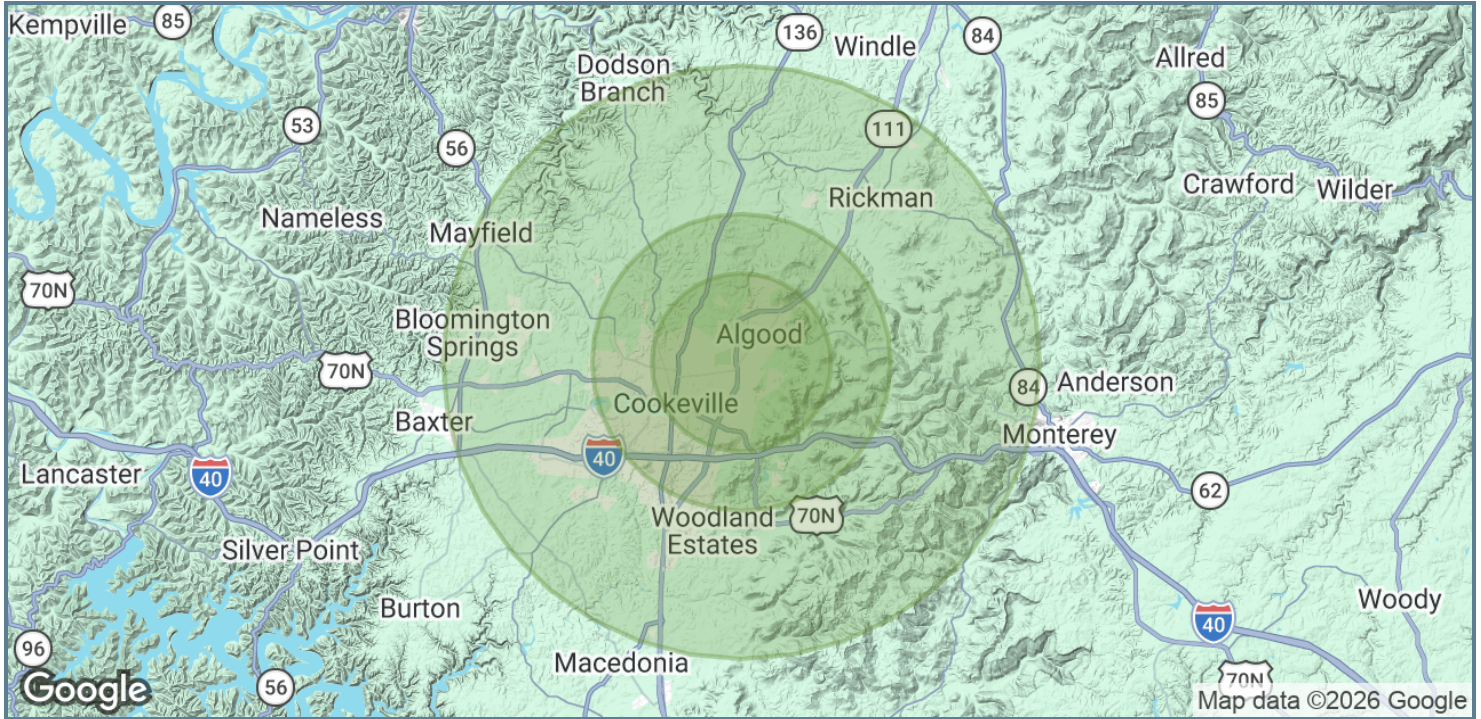 Kempville
85
136
Windle
84
Allred
Dodson
Branch
85
53
56
111
Crawford
Wilder
Rickman
Nameless
Mayfield
70N
Bloomington
Springs
Algood
70N
84
Anderson
Baxter
Cookeville
Monterey
40
Lancaster
40
62
Woodland
Estates
70N
Silver Point
Burton
Woody
40
96
Macedonia
56
70N
Google
Map data ©2026 Google